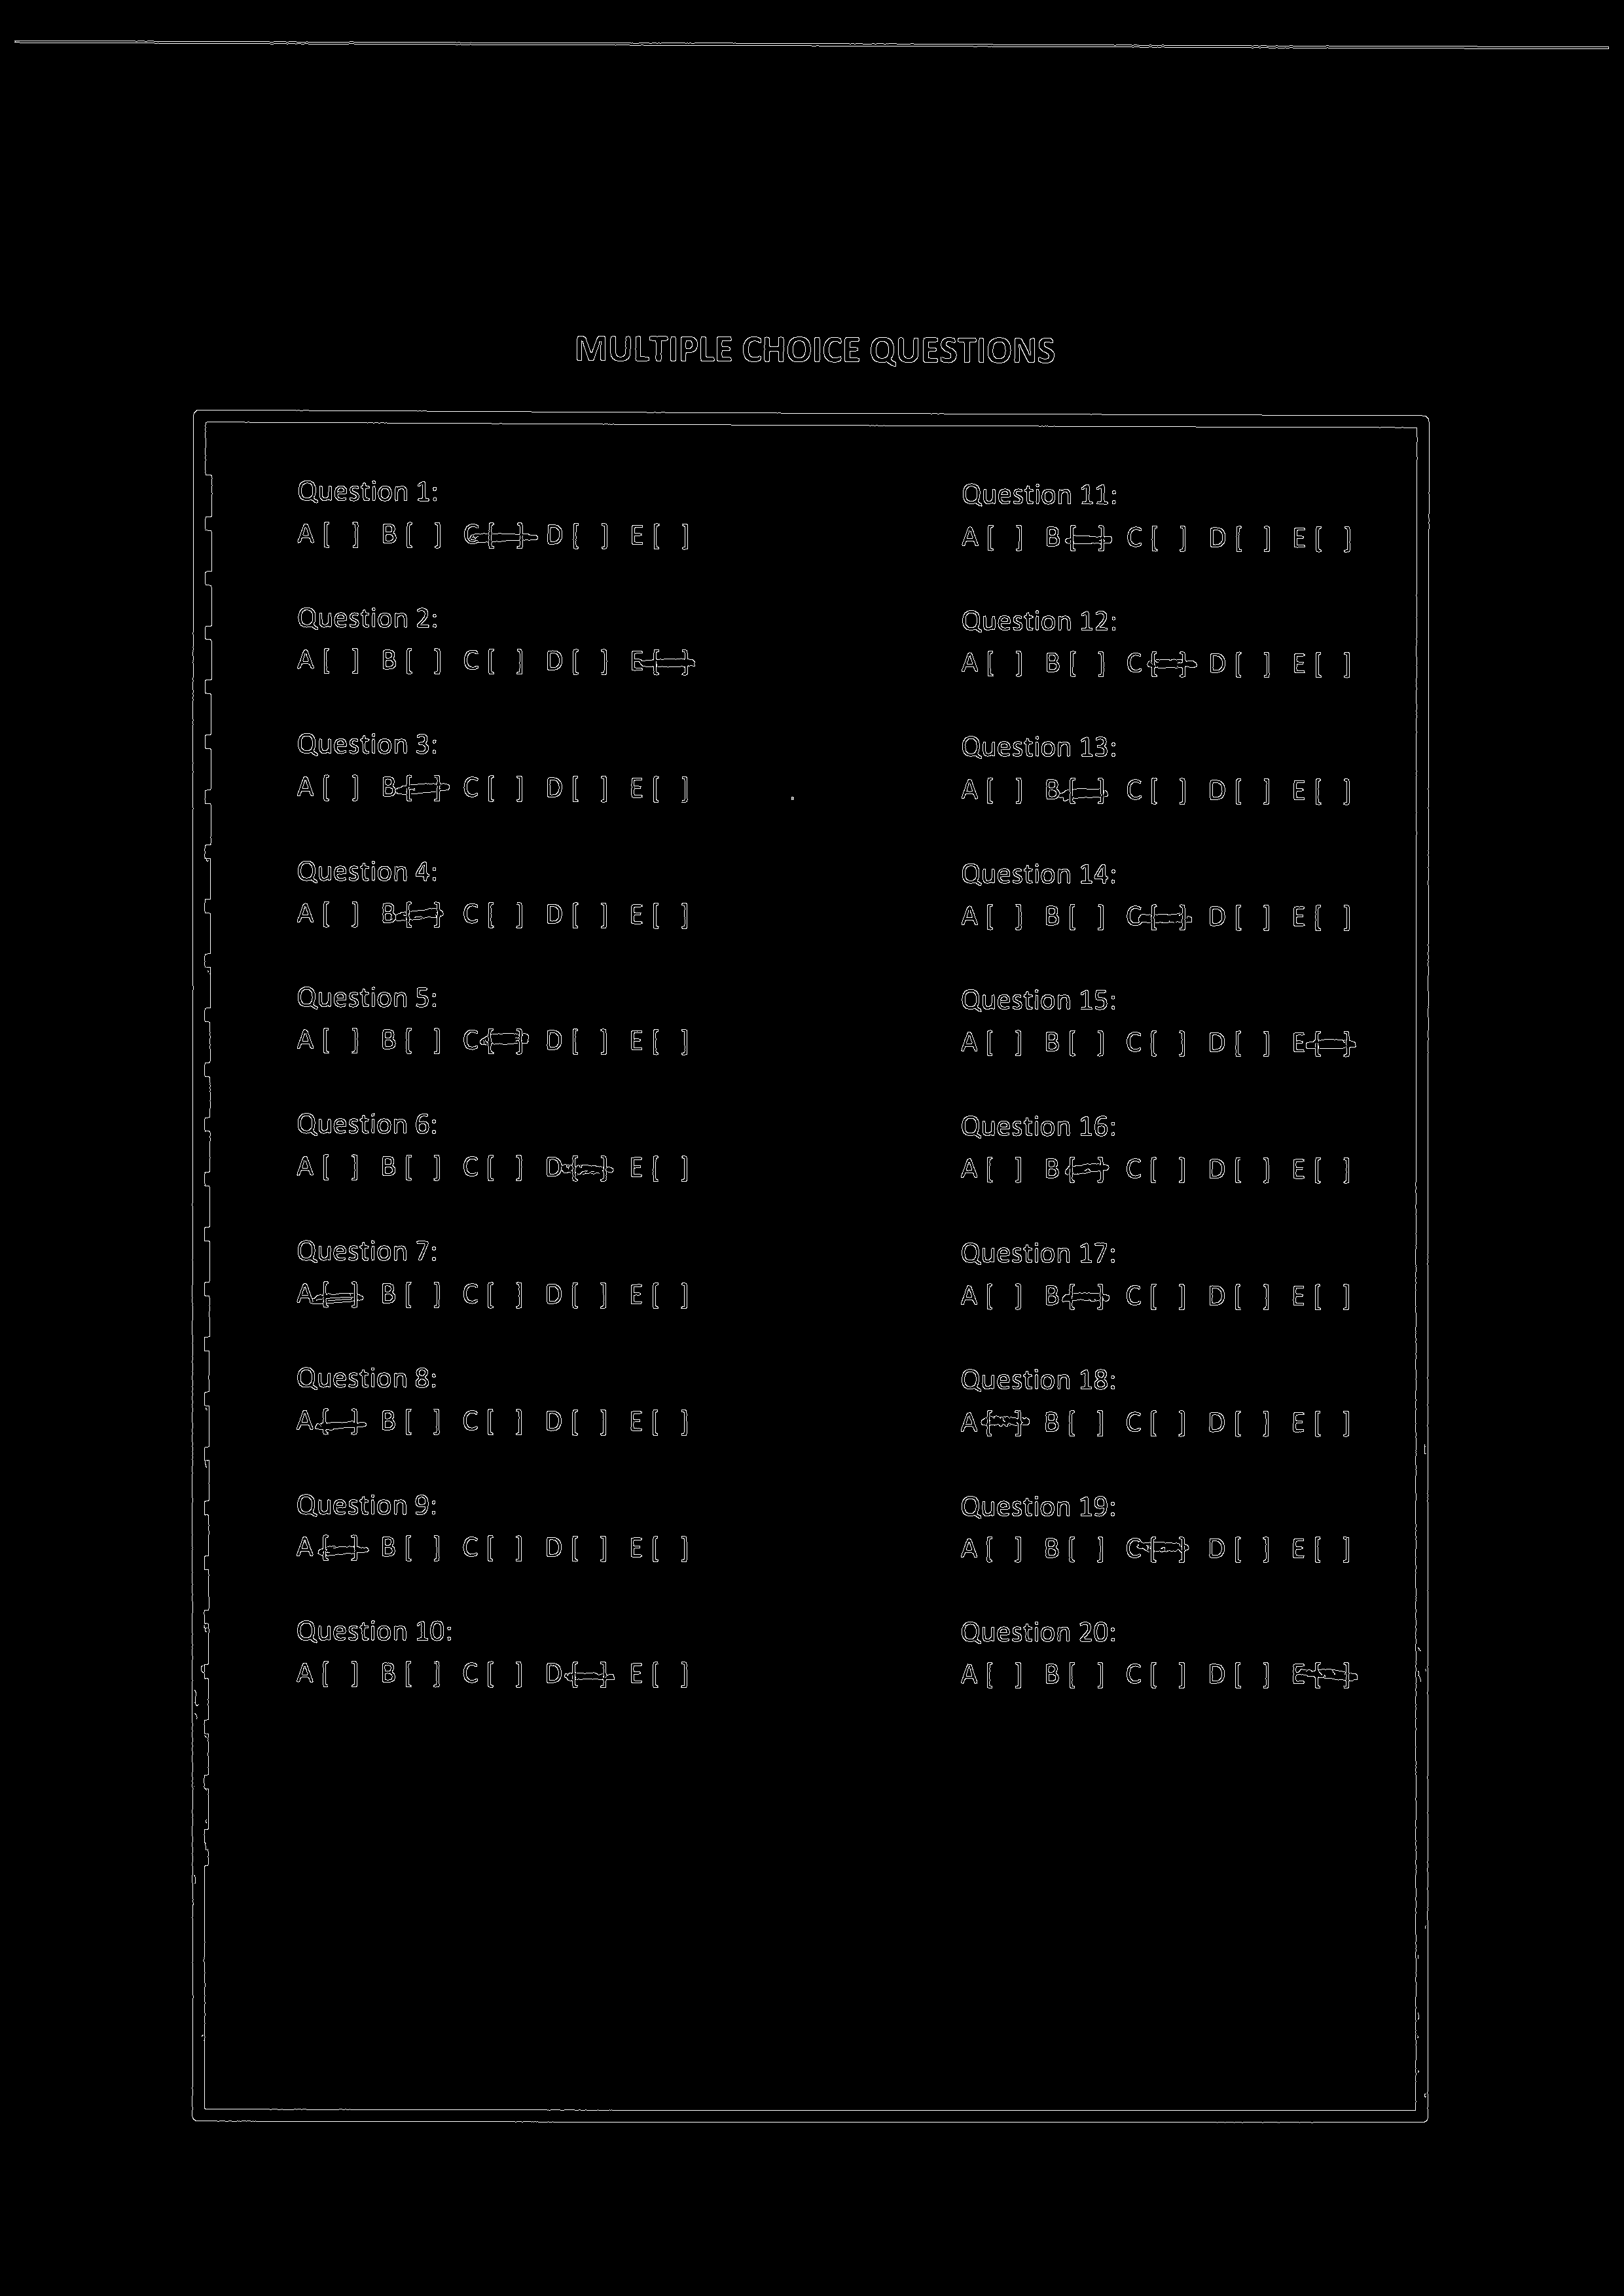 MULTIPLE CHOICE QUESTIONS
Question 1:
A [ ] B [ ] C [ ] D [ ] E [ ]
Question 2:
A [ ] B [ ] C [ ] D [ ] E [ ]
Question 3:
A [ ] B [ ] C [ ] D [ ] E [ ]
Question 4:
A [ ] B [ ] C [ ] D [ ] E [ ]
Question 5:
A [ ] B [ ] C [ ] D [ ] E [ ]
Question 6:
A [ ] B [ ] C [ ] D [ ] E [ ]
Question 7:
A [ ] B [ ] C [ ] D [ ] E [ ]
Question 8:
A [ ] B [ ] C [ ] D [ ] E [ ]
Question 9:
A [ ] B [ ] C [ ] D [ ] E [ ]
Question 10:
A [ ] B [ ] C [ ] D [ ] E [ ]
Question 11:
A [ ] B [ ] C [ ] D [ ] E [ ]
Question 12:
A [ ] B [ ] C [ ] D [ ] E [ ]
Question 13:
A [ ] B [ ] C [ ] D [ ] E [ ]
Question 14:
A [ ] B [ ] C [ ] D [ ] E [ ]
Question 15:
A [ ] B [ ] C [ ] D [ ] E [ ]
Question 16:
A [ ] B [ ] C [ ] D [ ] E [ ]
Question 17:
A [ ] B [ ] C [ ] D [ ] E [ ]
Question 18:
A [ ] B [ ] C [ ] D [ ] E [ ]
Question 19:
A [ ] B [ ] C [ ] D [ ] E [ ]
Question 20:
A [ ] B [ ] C [ ] D [ ] E [ ]